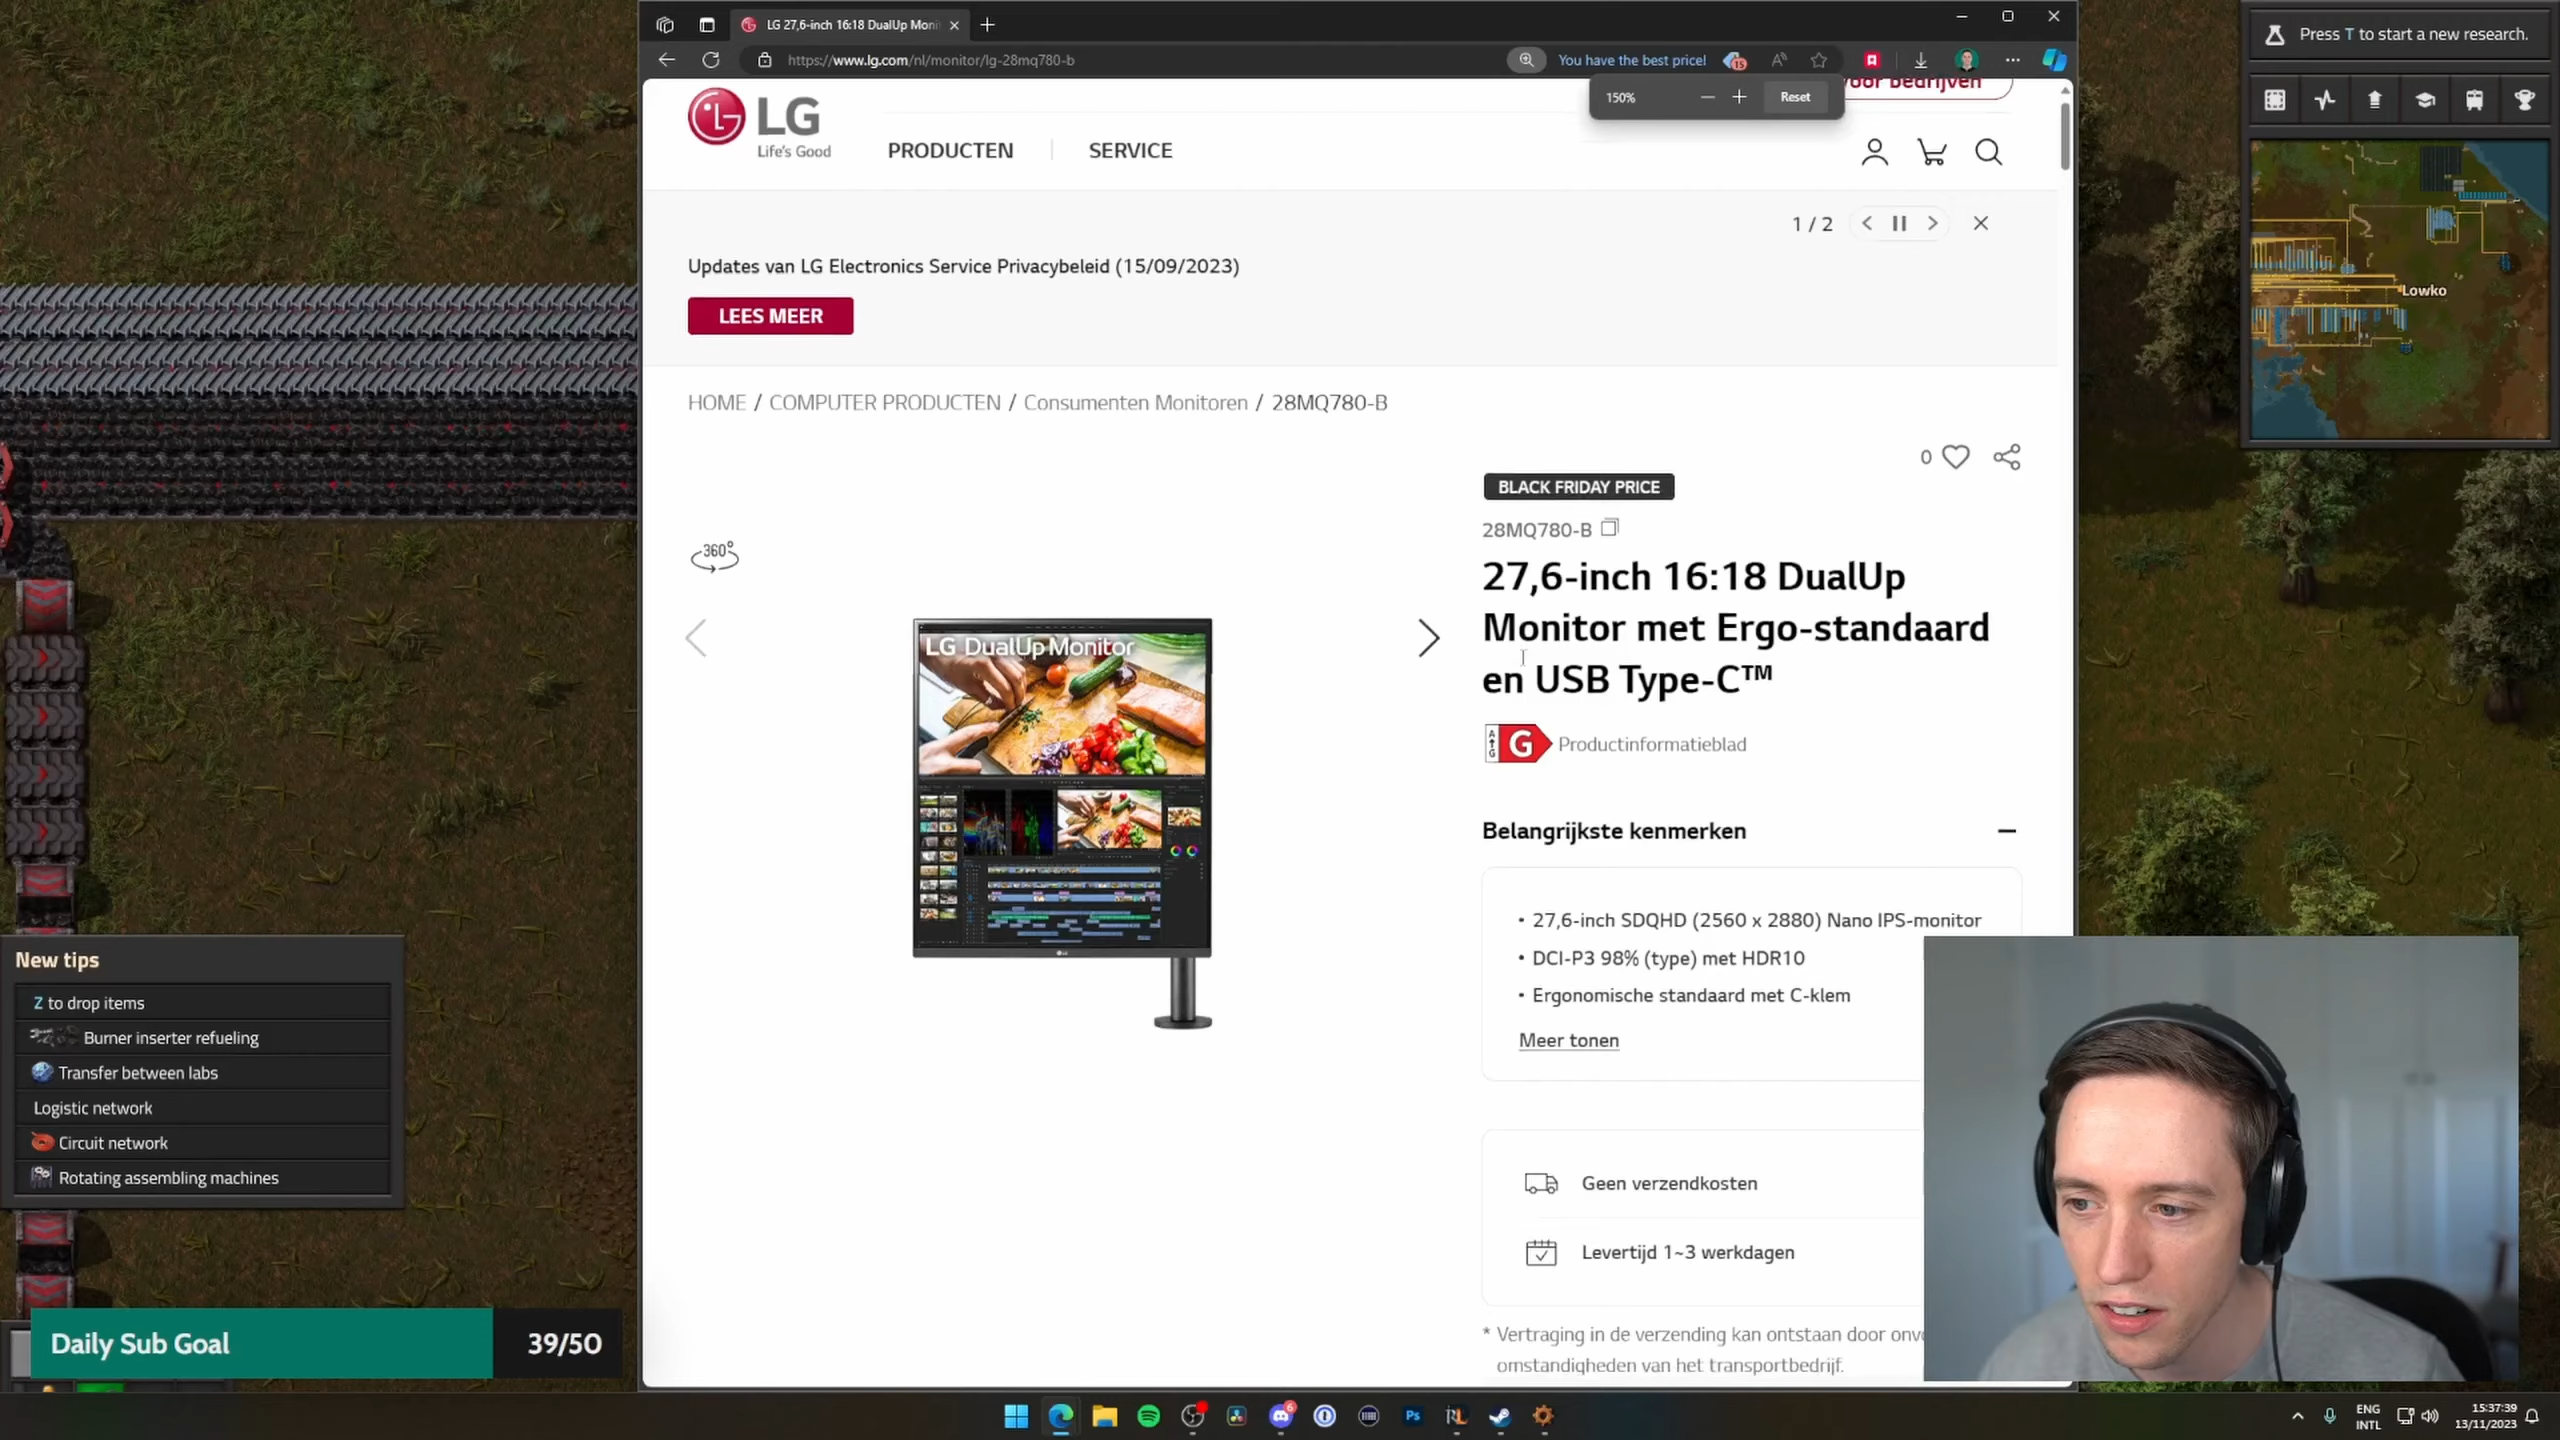 LG 27,6-inch 16:18 DualUp Moni
https://www.lg.com/nl/monitor/lg-28mq780-b
You have the best price!
15
150%
Reset
voor bedrijven
LG
Life's Good
PRODUCTEN
SERVICE
1 / 2
Updates van LG Electronics Service Privacybeleid (15/09/2023)
LEES MEER
HOME / COMPUTER PRODUCTEN / Consumenten Monitoren / 28MQ780-B
0
BLACK FRIDAY PRICE
28MQ780-B
360°
27,6-inch 16:18 DualUp
Monitor met Ergo-standaard
en USB Type-C™
LG DualUp Monitor
G
Productinformatieblad
Belangrijkste kenmerken
• 27,6-inch SDQHD (2560 x 2880) Nano IPS-monitor
• DCI-P3 98% (type) met HDR10
• Ergonomische standaard met C-klem
Meer tonen
Geen verzendkosten
Levertijd 1~3 werkdagen
* Vertraging in de verzending kan ontstaan door onv
omstandigheden van het transportbedrijf.
Press T to start a new research.
Lowko
New tips
Z to drop items
Burner inserter refueling
Transfer between labs
Logistic network
Circuit network
Rotating assembling machines
Daily Sub Goal
39/50
6
Ps
RL
ENG
INTL
15:37:39
13/11/2023